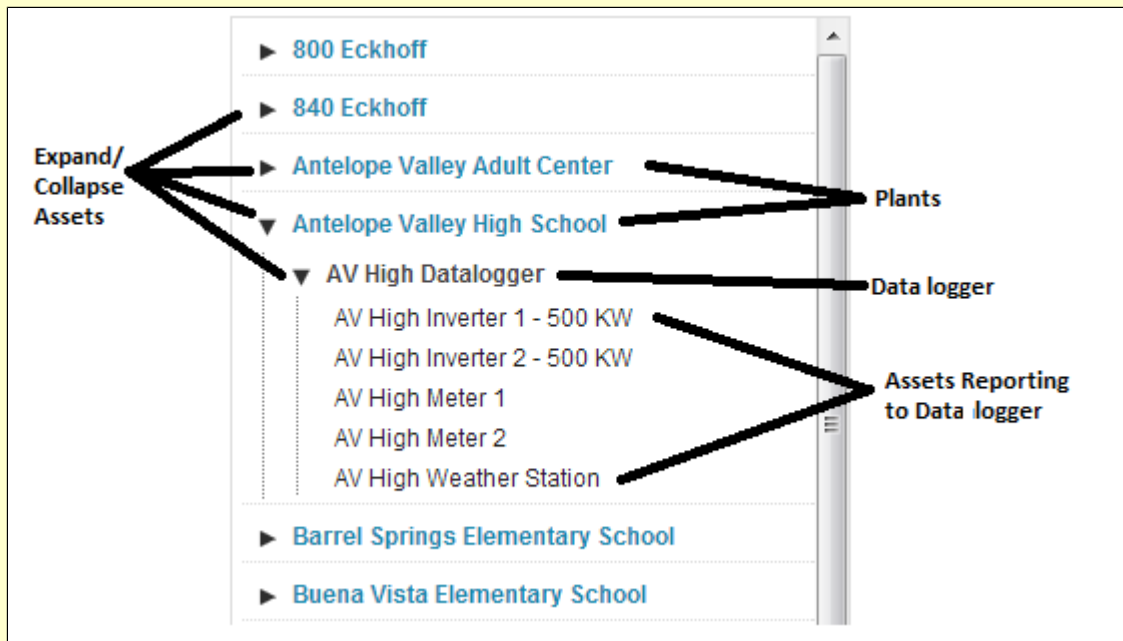 800 Eckhoff
840 Eckhoff
Expand/
Collapse
Assets
Antelope Valley Adult Center
Plants
Antelope Valley High School
AV High Datalogger
Data logger
AV High Inverter 1 - 500 KW
AV High Inverter 2 - 500 KW
AV High Meter 1
AV High Meter 2
AV High Weather Station
Assets Reporting
to Data logger
Barrel Springs Elementary School
Buena Vista Elementary School